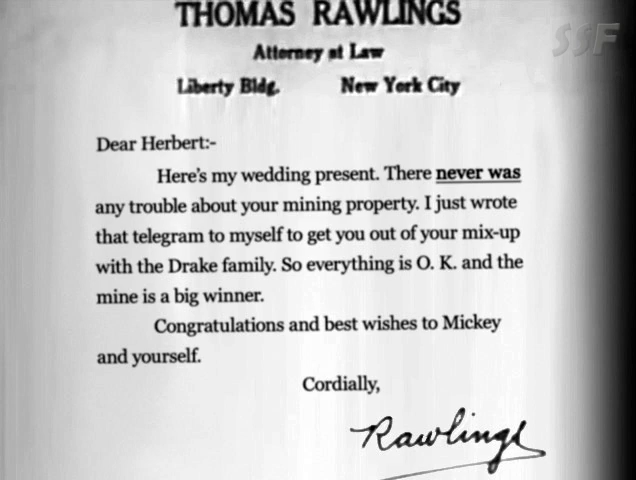 THOMAS RAWLINGS
SSF
Attorney at Law
Liberty Bldg. New York City
Dear Herbert:-
Here's my wedding present. There never was
any trouble about your mining property. I just wrote
that telegram to myself to get you out of your mix-up
with the Drake family. So everything is O. K. and the
mine is a big winner.
Congratulations and best wishes to Mickey
and yourself.
Cordially,
Rawlings